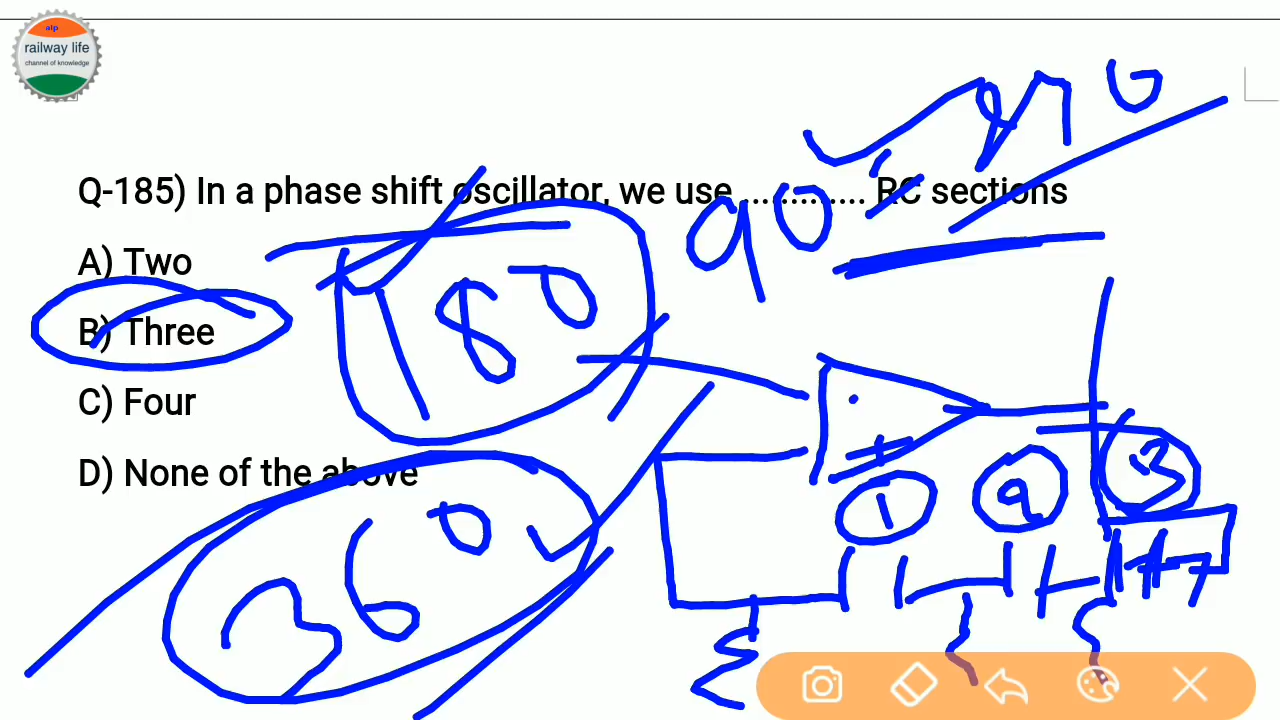 alp
railway life
channel of knowledge
Q-185) In a phase shift oscillator, we use ............. RC sections
A) Two
B) Three
C) Four
D) None of the above
90
180
360
1
2
3